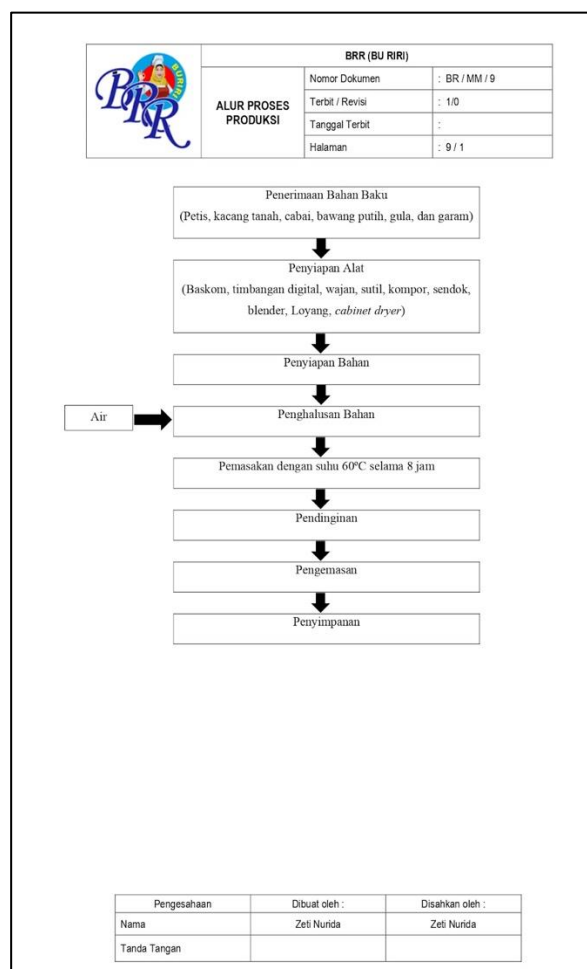 BRR (BU RIRI)
BURIRI
BRR
ALUR PROSES
PRODUKSI
Nomor Dokumen : BR / MM / 9
Terbit / Revisi : 1/0
Tanggal Terbit :
Halaman : 9 / 1
Penerimaan Bahan Baku
(Petis, kacang tanah, cabai, bawang putih, gula, dan garam)
Penyiapan Alat
(Baskom, timbangan digital, wajan, sutil, kompor, sendok,
blender, Loyang, cabinet dryer)
Penyiapan Bahan
Air
Penghalusan Bahan
Pemasakan dengan suhu 60ºC selama 8 jam
Pendinginan
Pengemasan
Penyimpanan
Pengesahaan Dibuat oleh : Disahkan oleh :
Nama Zeti Nurida Zeti Nurida
Tanda Tangan